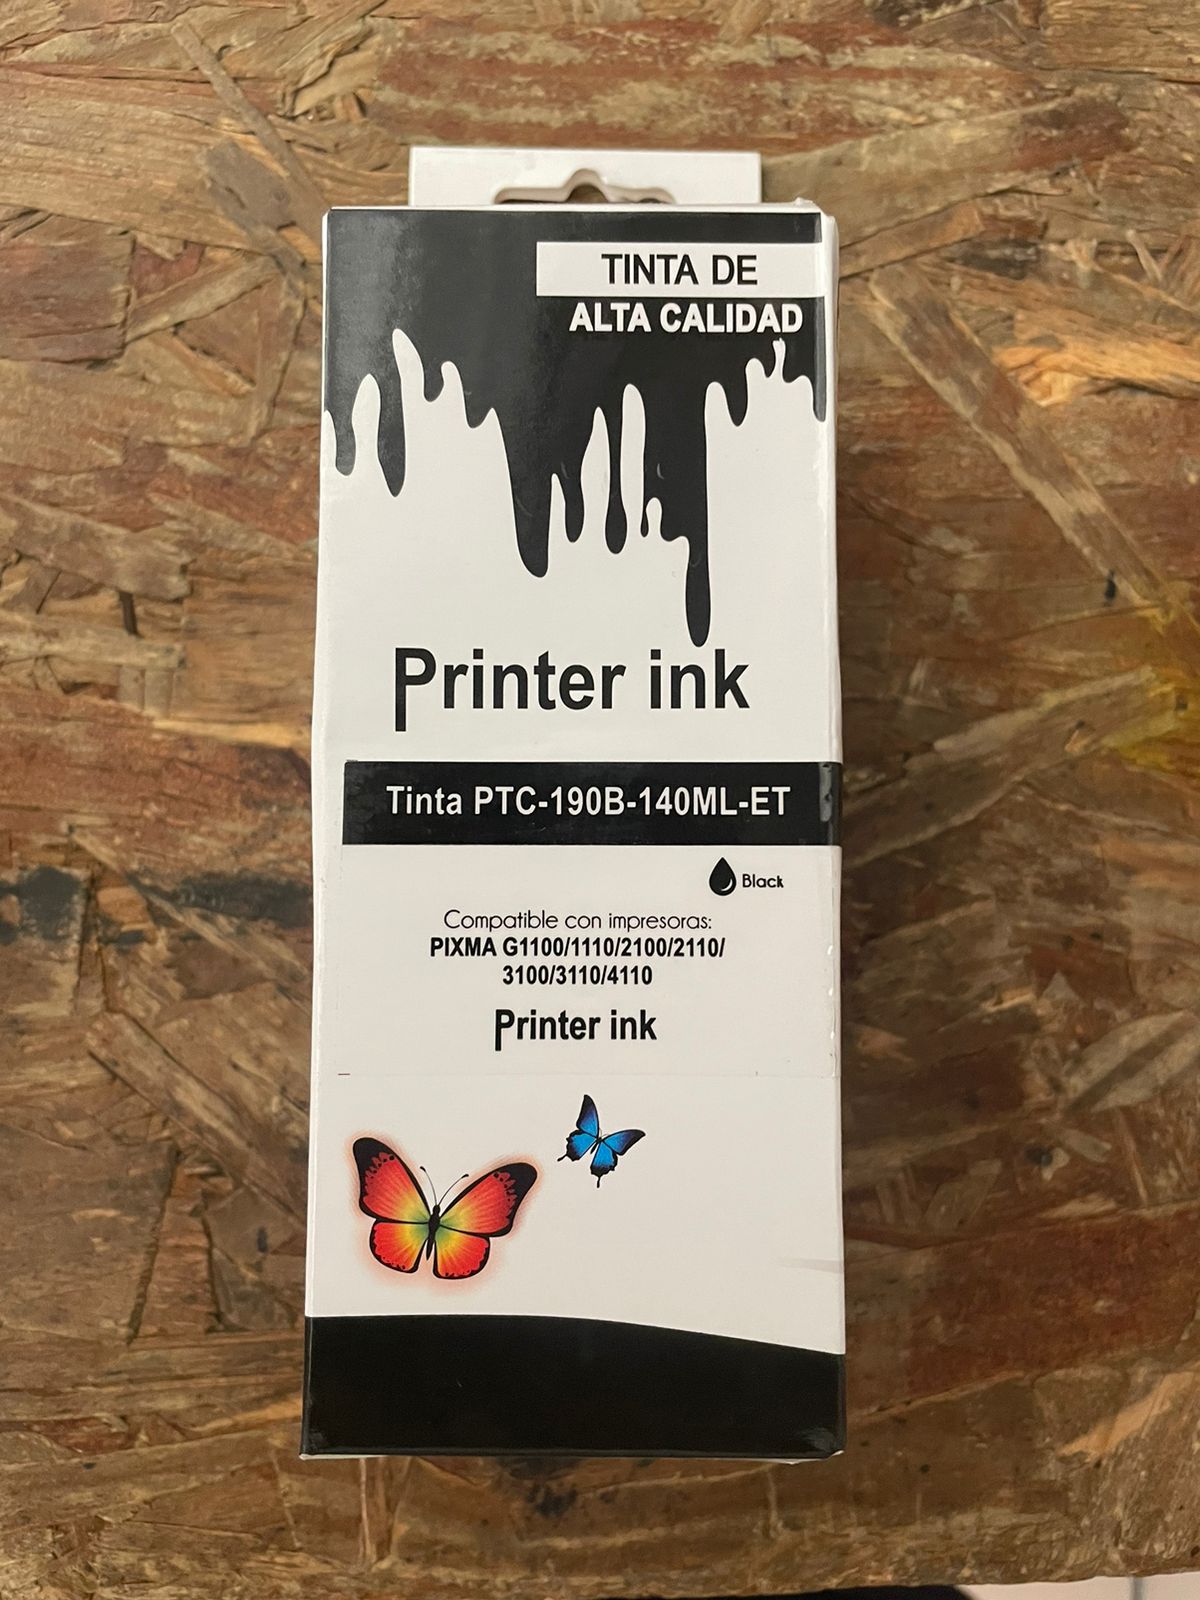 TINTA DE
ALTA CALIDAD
Printer ink
Tinta PTC-190B-140ML-ET
Black
Compatible con impresoras:
PIXMA G1100/1110/2100/2110/
3100/3110/4110
Printer ink